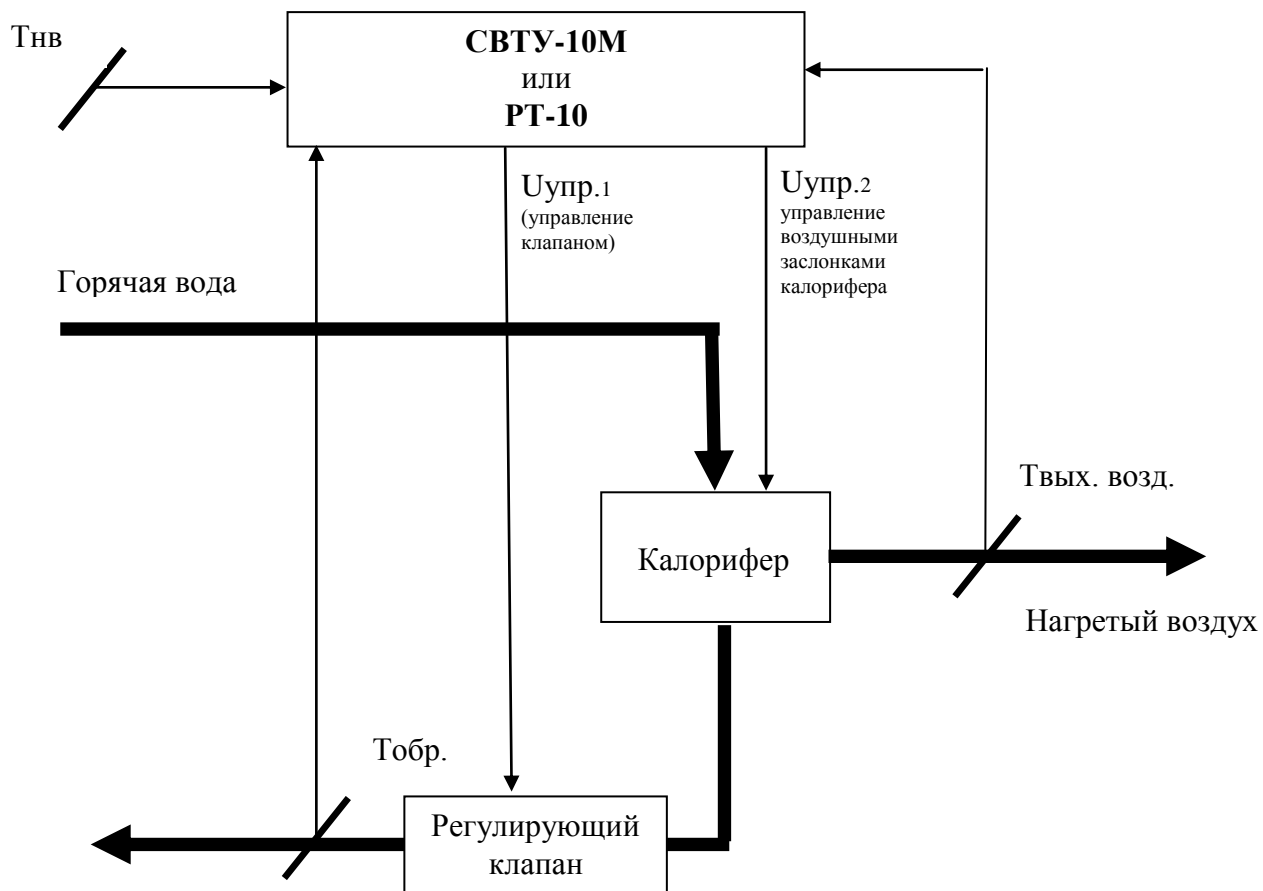 Тнв
СВТУ-10М
или
РТ-10
Uупр.1
(управление
клапаном)
Uупр.2
управление
воздушными
заслонками
калорифера
Горячая вода
Твых. возд.
Калорифер
Нагретый воздух
Тобр.
Регулирующий
клапан